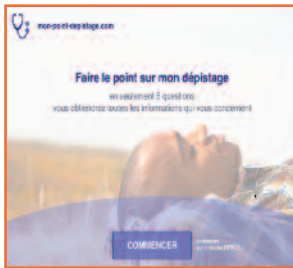 mon-point-depistage.com
Faire le point sur mon dépistage
en seulement 5 questions
vous obtiendrez toutes les informations qui vous concernent
COMMENCER